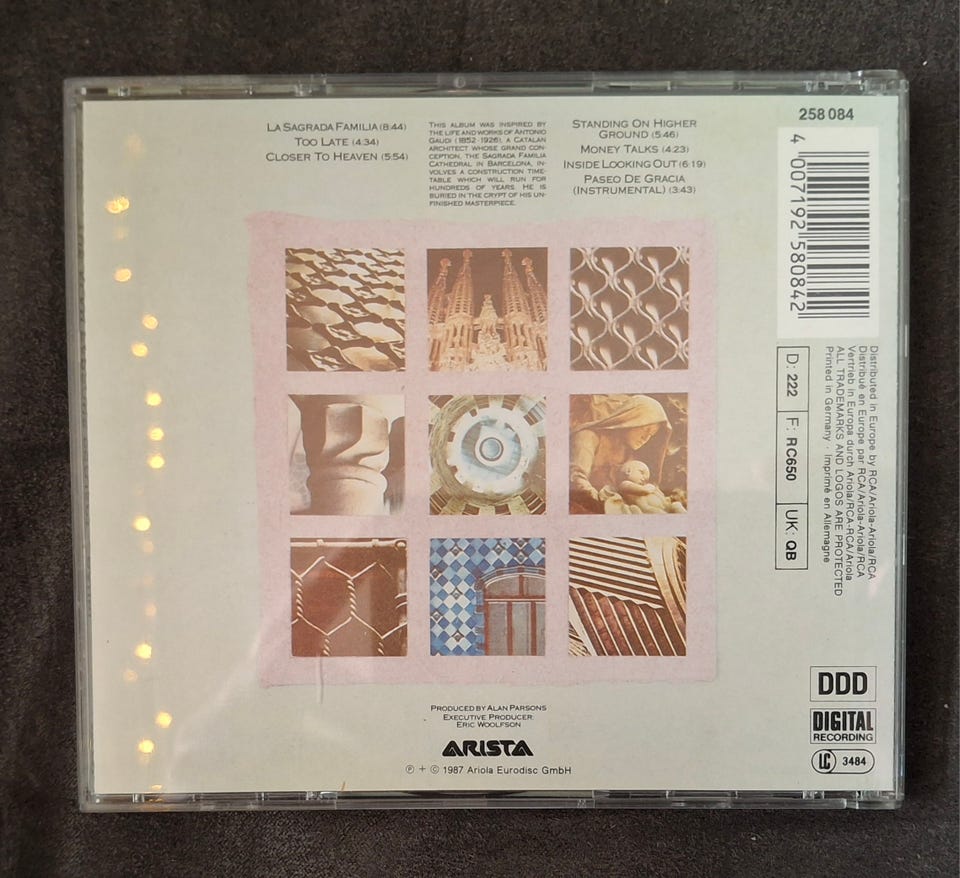 LA SAGRADA FAMILIA (8:44)
TOO LATE (4:34)
CLOSER TO HEAVEN (5:54)
THIS ALBUM WAS INSPIRED BY
THE LIFE AND WORKS OF ANTONIO
GAUDI (1852-1926), A CATALAN
ARCHITECT WHOSE GRAND CON-
CEPTION, THE SAGRADA FAMILIA
CATHEDRAL IN BARCELONA, IN-
VOLVES A CONSTRUCTION TIME-
TABLE WHICH WILL RUN FOR
HUNDREDS OF YEARS. HE IS
BURIED IN THE CRYPT OF HIS UN-
FINISHED MASTERPIECE.
STANDING ON HIGHER
GROUND (5:46)
MONEY TALKS (4:23)
INSIDE LOOKING OUT (6:19)
PASEO DE GRACIA
(INSTRUMENTAL) (3:43)
258 084
4 007192 580842
Distributed in Europe by RCA/Ariola-Ariola/RCA
Distribué en Europe par RCA/Ariola-Ariola/RCA
Vertrieb in Europa durch Ariola/RCA-RCA/Ariola
ALL TRADEMARKS AND LOGOS ARE PROTECTED
Printed in Germany · Imprimé en Allemagne
D: 222 F: RC650 UK: QB
DDD
DIGITAL
RECORDING
LC 3484
PRODUCED BY ALAN PARSONS
EXECUTIVE PRODUCER:
ERIC WOOLFSON
ARISTA
℗ + © 1987 Ariola Eurodisc GmbH